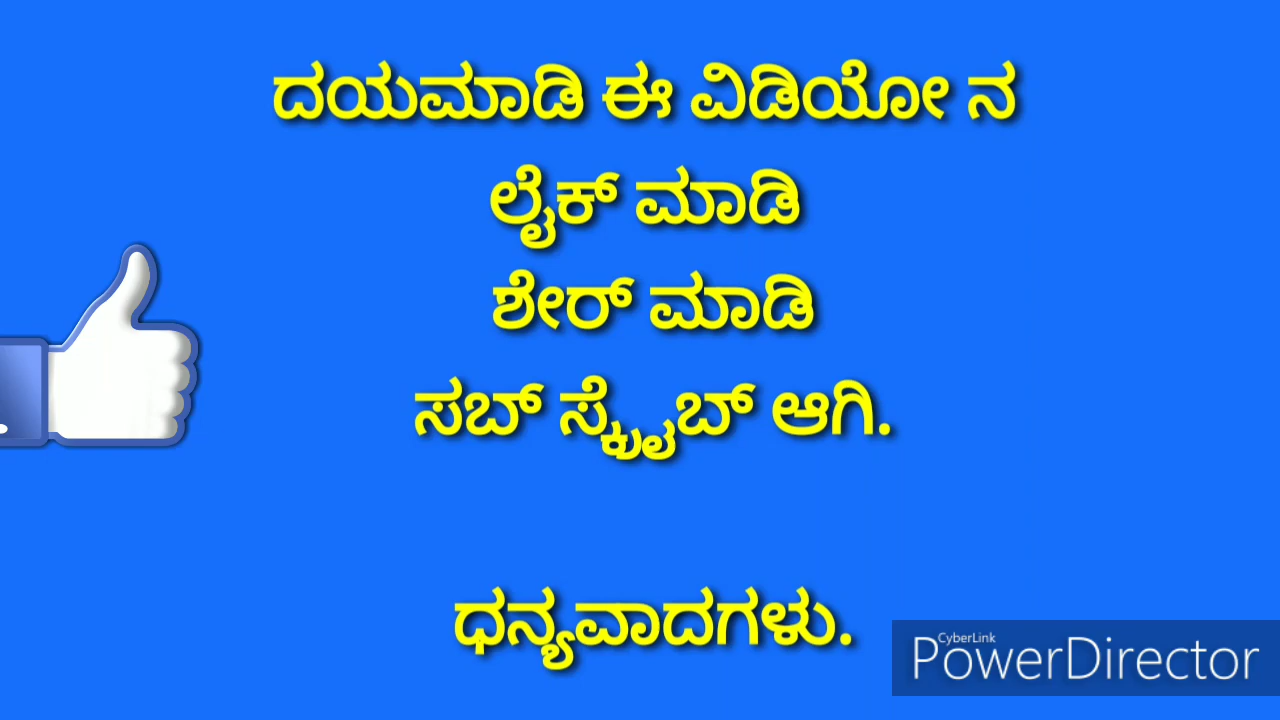 ದಯಮಾಡಿ ಈ ವಿಡಿಯೋ ನ
ಲೈಕ್ ಮಾಡಿ
ಶೇರ್ ಮಾಡಿ
ಸಬ್ ಸ್ಕ್ರೈಬ್ ಆಗಿ.
ಧನ್ಯವಾದಗಳು.
CyberLink
PowerDirector